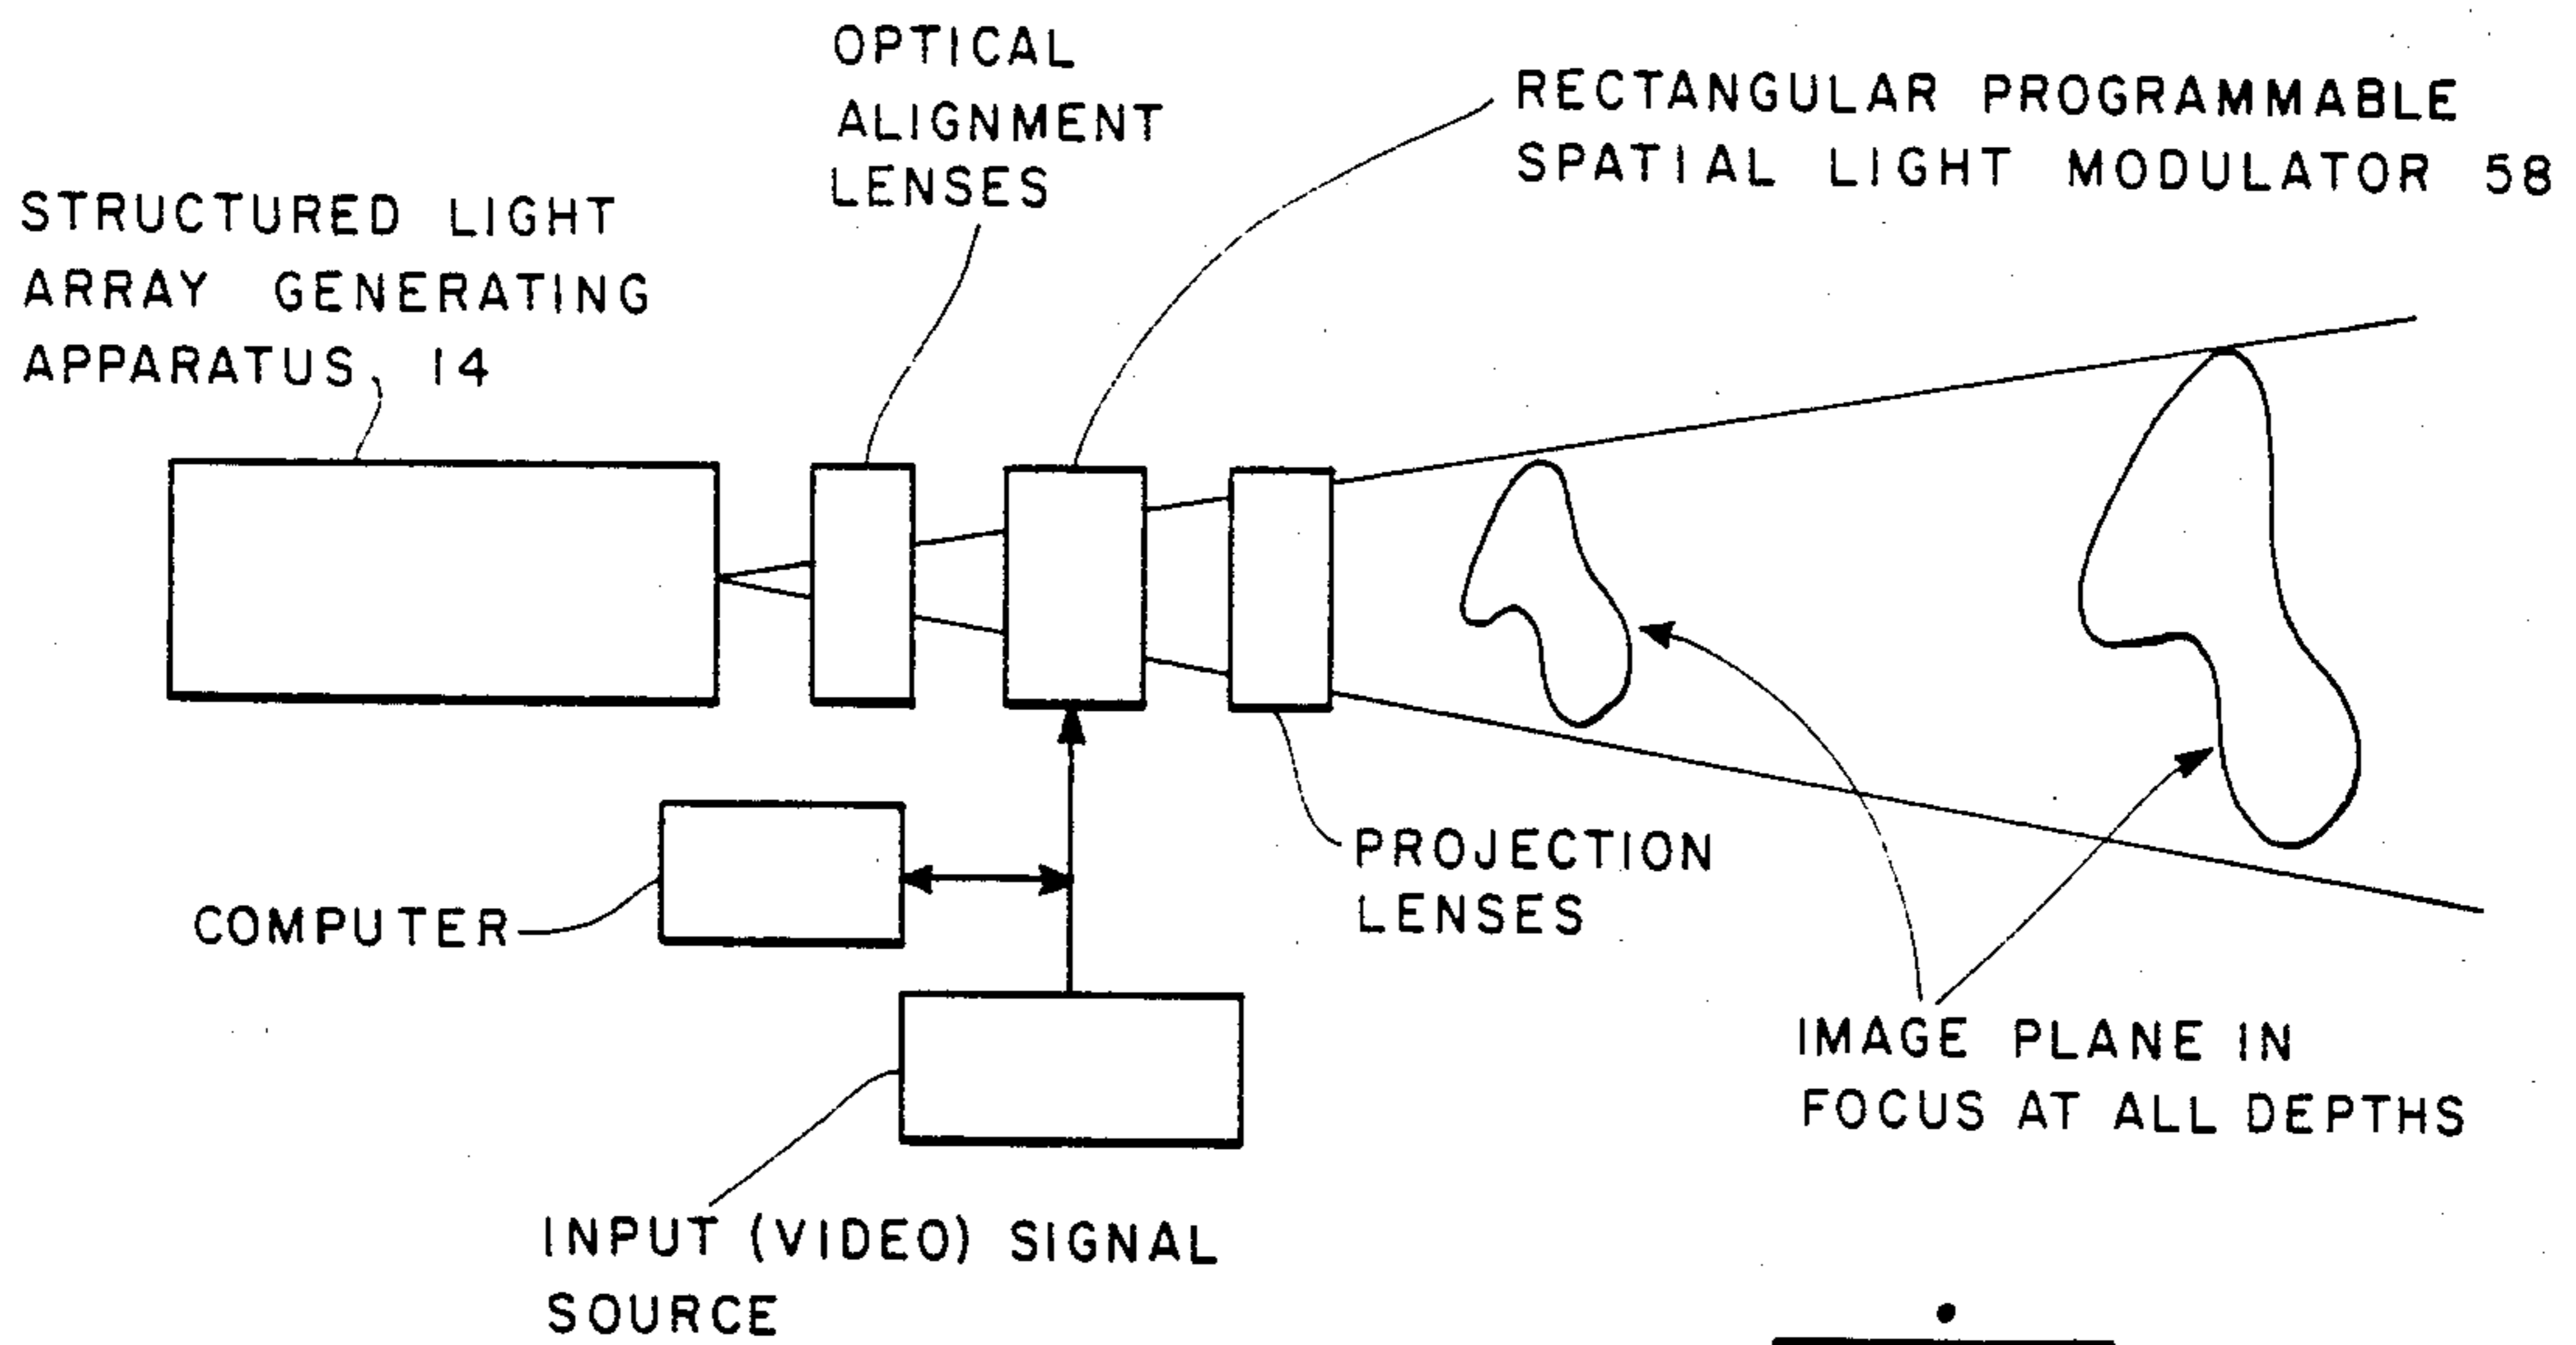 OPTICAL
ALIGNMENT
LENSES
RECTANGULAR PROGRAMMABLE
SPATIAL LIGHT MODULATOR 58
STRUCTURED LIGHT
ARRAY GENERATING
APPARATUS, 14
PROJECTION
LENSES
COMPUTER
IMAGE PLANE IN
FOCUS AT ALL DEPTHS
INPUT (VIDEO) SIGNAL
SOURCE